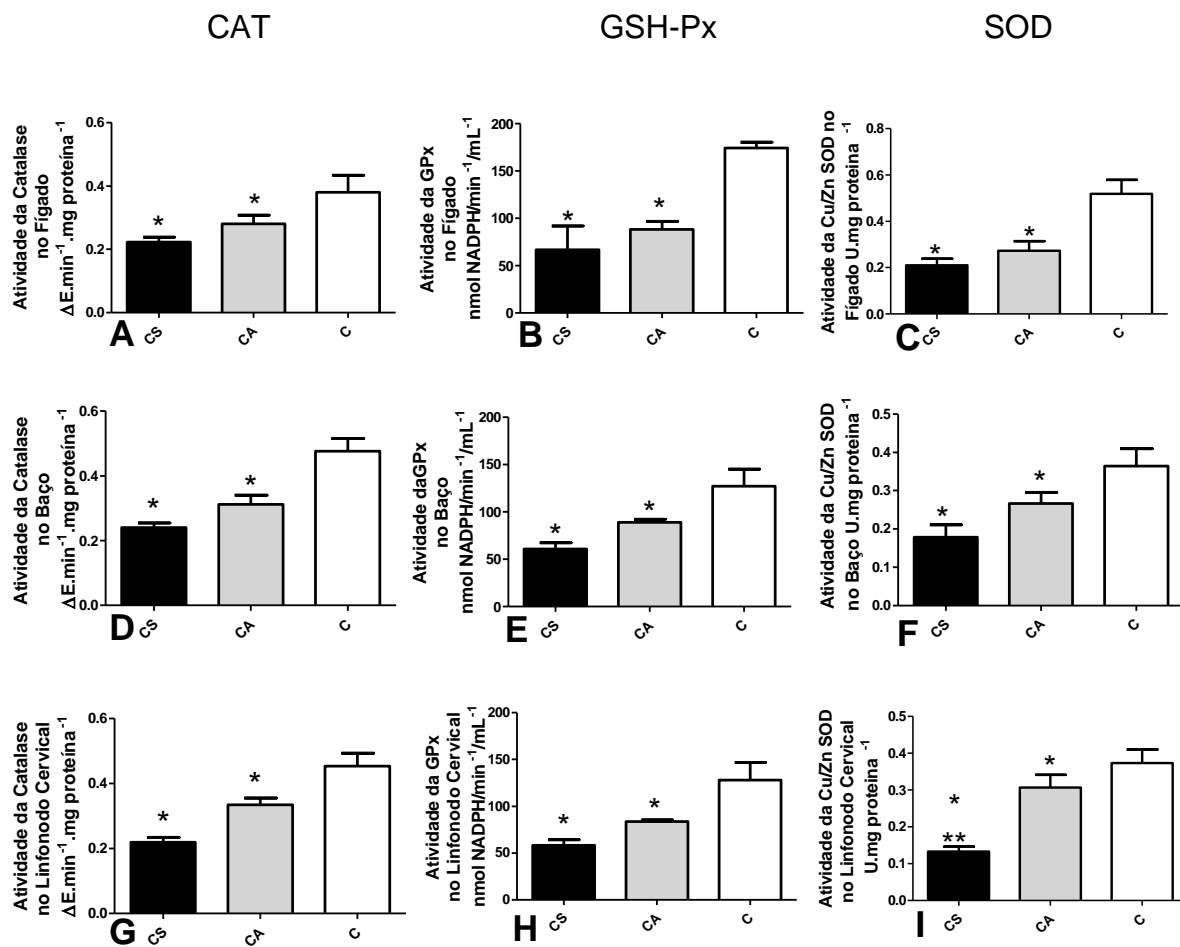 CAT
GSH-Px
SOD
Atividade da Catalase
no Fígado
ΔE.min⁻¹.mg proteína⁻¹
0.6
0.4
0.2
0.0
*
*
A
CS
CA
C
Atividade da GPx
no Fígado
nmol NADPH/min⁻¹/mL⁻¹
200
150
100
50
0
*
*
B
CS
CA
C
Atividade da Cu/Zn SOD no
Fígado U.mg proteina ⁻¹
0.8
0.6
0.4
0.2
0.0
*
*
C
CS
CA
C
Atividade da Catalase
no Baço
ΔE.min⁻¹.mg proteína⁻¹
0.6
0.4
0.2
0.0
*
*
D
CS
CA
C
Atividade daGPx
no Baço
nmol NADPH/min⁻¹/mL⁻¹
200
150
100
50
0
*
*
E
CS
CA
C
Atividade da Cu/Zn SOD
no Baço U.mg proteina ⁻¹
0.5
0.4
0.3
0.2
0.1
0.0
*
*
F
CS
CA
C
Atividade da Catalase
no Linfonodo Cervical
ΔE.min⁻¹.mg proteína⁻¹
0.6
0.4
0.2
0.0
*
*
G
CS
CA
C
Atividade da GPx
no Linfonodo Cervical
nmol NADPH/min⁻¹/mL⁻¹
200
150
100
50
0
*
*
H
CS
CA
C
Atividade da Cu/Zn SOD
no Linfonodo Cervical
U.mg proteina ⁻¹
0.5
0.4
0.3
0.2
0.1
0.0
*
**
*
I
CS
CA
C